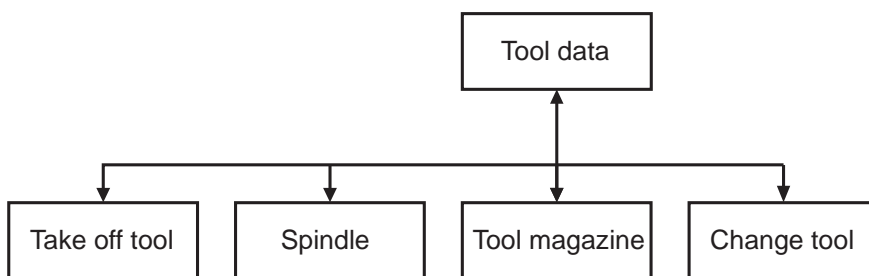 Tool data
Take off tool
Spindle
Tool magazine
Change tool